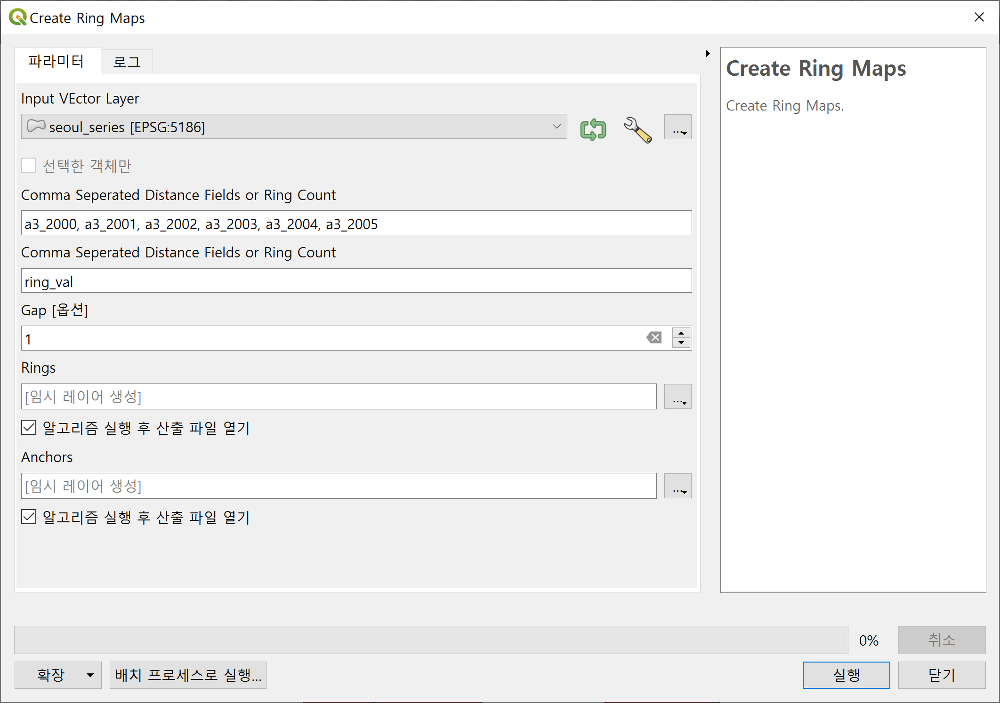 Create Ring Maps
파라미터
로그
Input VEctor Layer
seoul_series [EPSG:5186]
...
선택한 객체만
Comma Seperated Distance Fields or Ring Count
a3_2000, a3_2001, a3_2002, a3_2003, a3_2004, a3_2005
Comma Seperated Distance Fields or Ring Count
ring_val
Gap [옵션]
1
Rings
[임시 레이어 생성]
...
알고리즘 실행 후 산출 파일 열기
Anchors
[임시 레이어 생성]
...
알고리즘 실행 후 산출 파일 열기
Create Ring Maps
Create Ring Maps.
0%
취소
확장
배치 프로세스로 실행...
실행
닫기